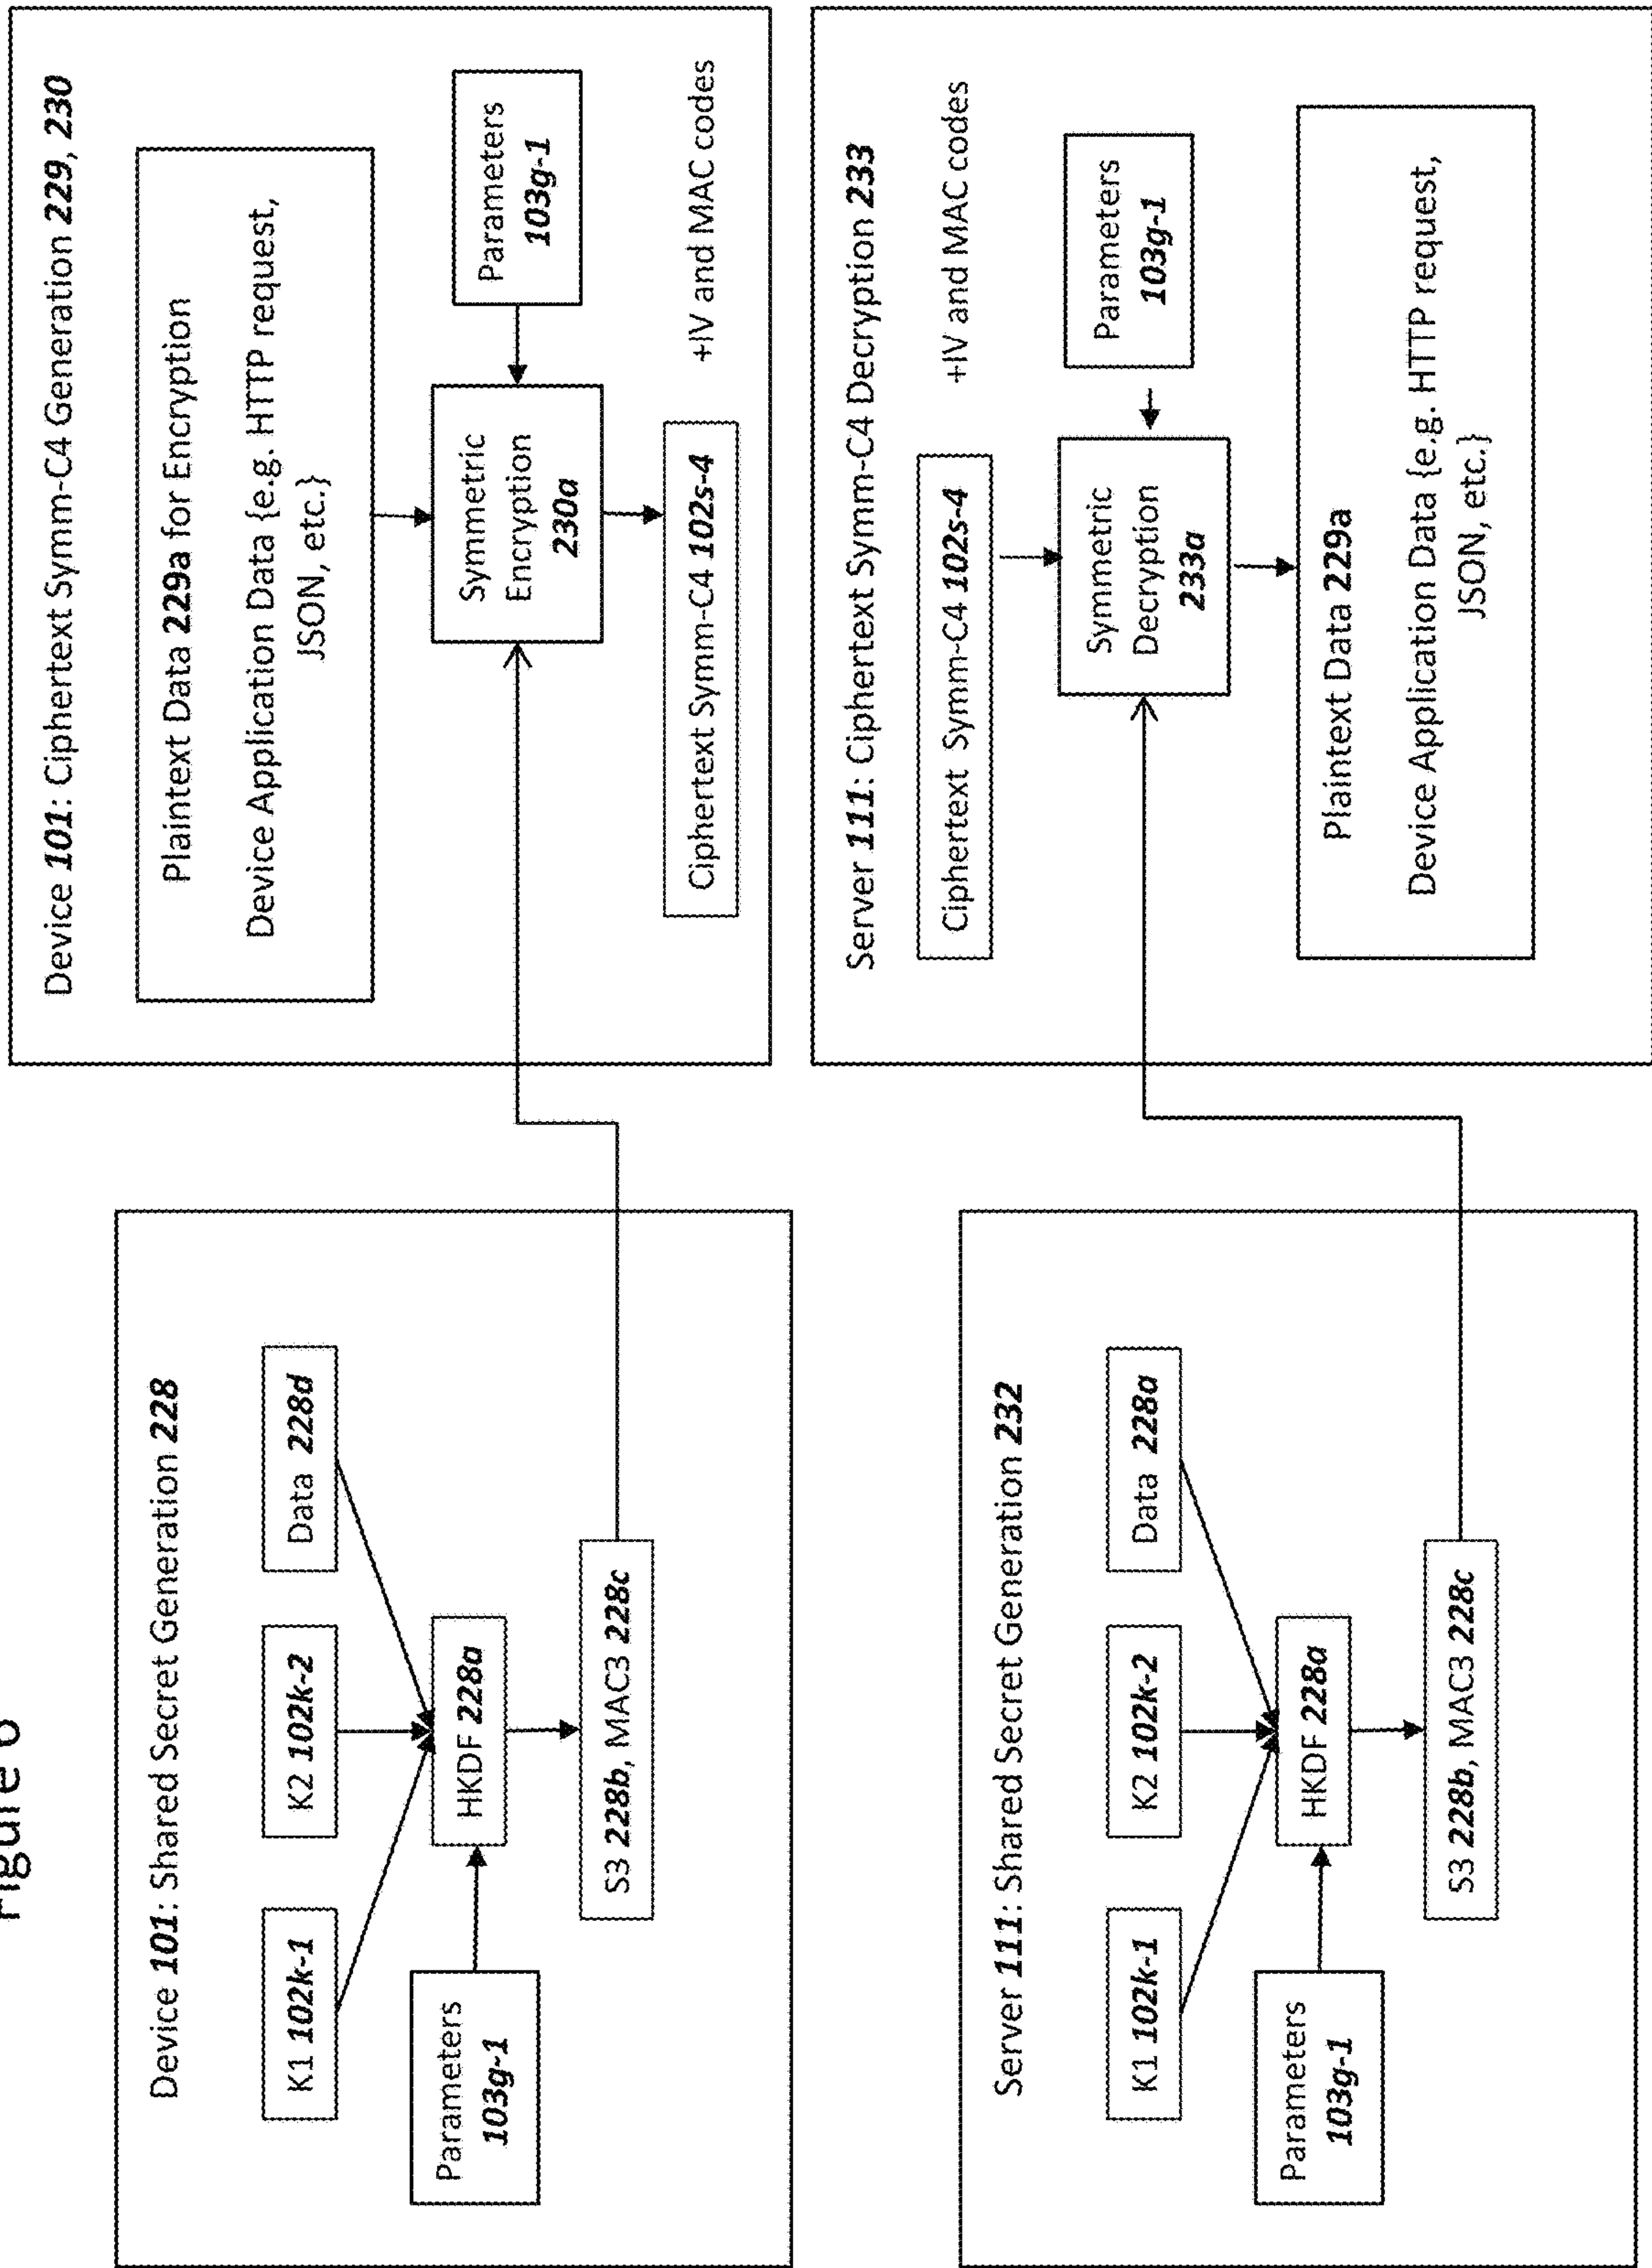 Figure 6
Device 101: Shared Secret Generation 228
K1 102k-1
K2 102k-2
Data 228d
Parameters
103g-1
HKDF 228a
S3 228b, MAC3 228c
Device 101: Ciphertext Symm-C4 Generation 229, 230
Plaintext Data 229a for Encryption
Device Application Data {e.g. HTTP request,
JSON, etc.}
Symmetric
Encryption
230a
Parameters
103g-1
Ciphertext Symm-C4 102s-4
+IV and MAC codes
Server 111: Shared Secret Generation 232
K1 102k-1
K2 102k-2
Data 228a
Parameters
103g-1
HKDF 228a
S3 228b, MAC3 228c
Server 111: Ciphertext Symm-C4 Decryption 233
Ciphertext Symm-C4 102s-4
+IV and MAC codes
Symmetric
Decryption
233a
Parameters
103g-1
Plaintext Data 229a
Device Application Data {e.g. HTTP request,
JSON, etc.}